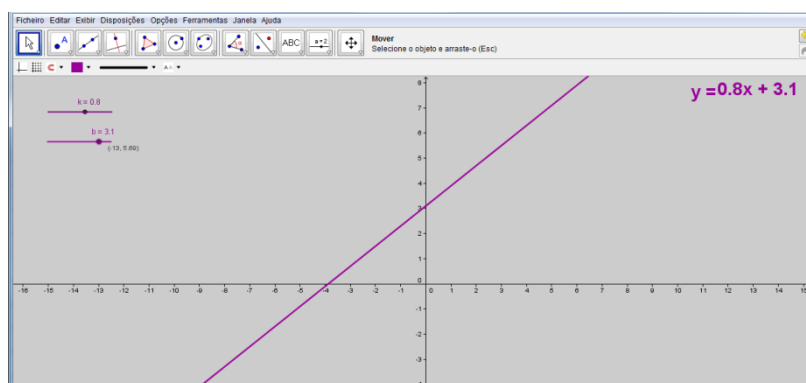 Ficheiro Editar Exibir Disposições Opções Ferramentas Janela Ajuda
A
ABC
a=2
Mover
Selecione o objeto e arraste-o (Esc)
y =0.8x + 3.1
k = 0.8
b = 3.1
(-13, 5.69)
8
7
6
5
4
3
2
1
0
-16 -15 -14 -13 -12 -11 -10 -9 -8 -7 -6 -5 -4 -3 -2 -1 0 1 2 3 4 5 6 7 8 9 10 11 12 13 14 15
-1
-2
-3